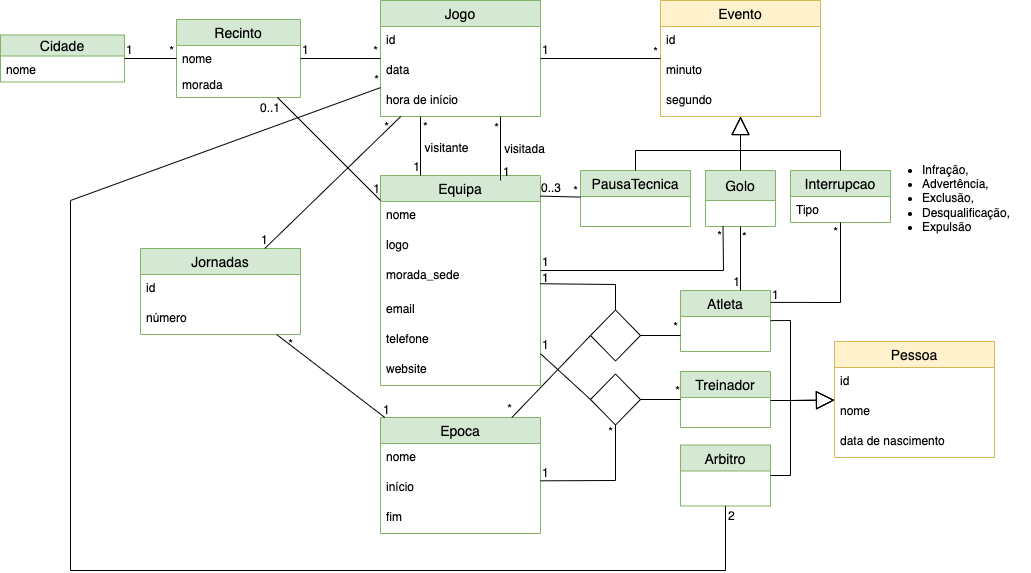 Cidade
nome
1
*
Recinto
nome
morada
1
*
*
0..1
Jogo
id
data
hora de início
1
*
Evento
id
minuto
segundo
*
*
*
visitante
visitada
1
1
1
Equipa
nome
logo
morada_sede
email
telefone
website
0..3
*
PausaTecnica
Golo
Interrupcao
Tipo
Infração,
Advertência,
Exclusão,
Desqualificação,
Expulsão
*
*
*
1
Jornadas
id
número
*
1
1
1
1
1
1
Atleta
*
Treinador
*
Pessoa
id
nome
data de nascimento
*
*
1
Epoca
nome
início
fim
1
Arbitro
2